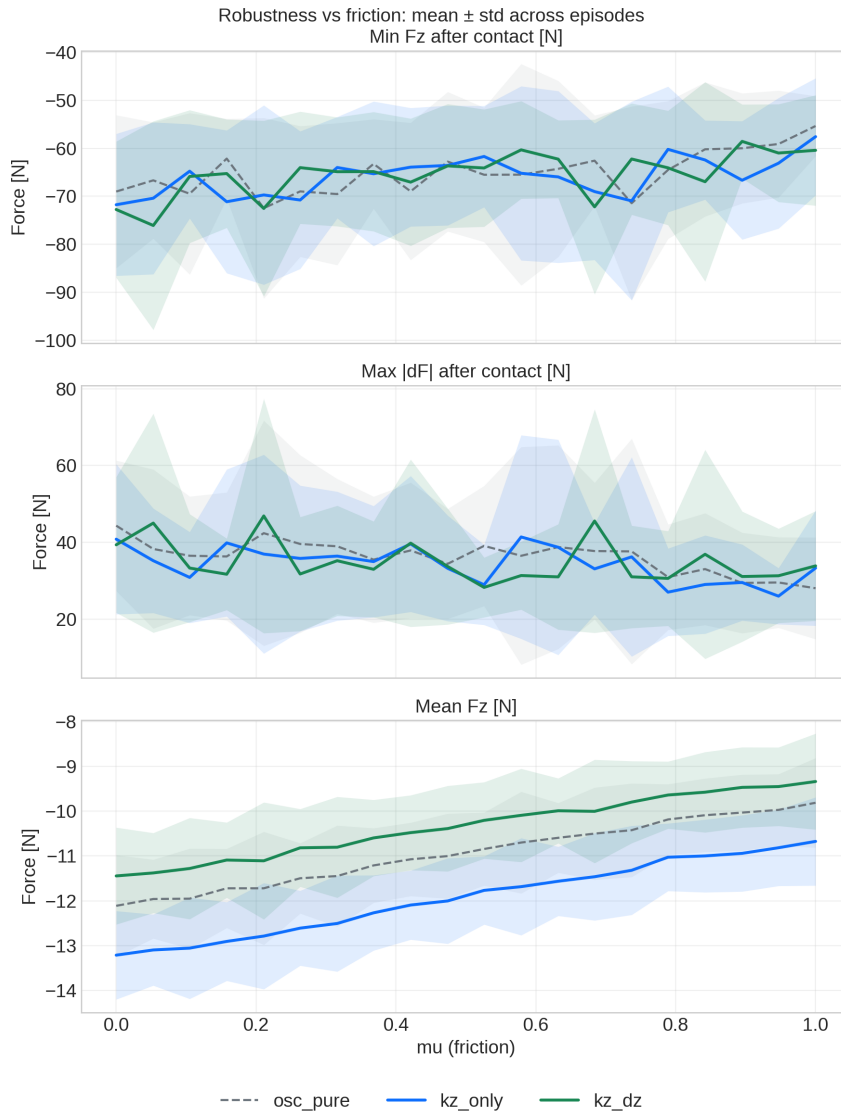 Robustness vs friction: mean ± std across episodes
Min Fz after contact [N]
−40
−50
−60
−70
−80
−90
−100
Force [N]
Max |dF| after contact [N]
80
60
40
20
Force [N]
Mean Fz [N]
−8
−9
−10
−11
−12
−13
−14
Force [N]
0.0 0.2 0.4 0.6 0.8 1.0
mu (friction)
osc_pure kz_only kz_dz